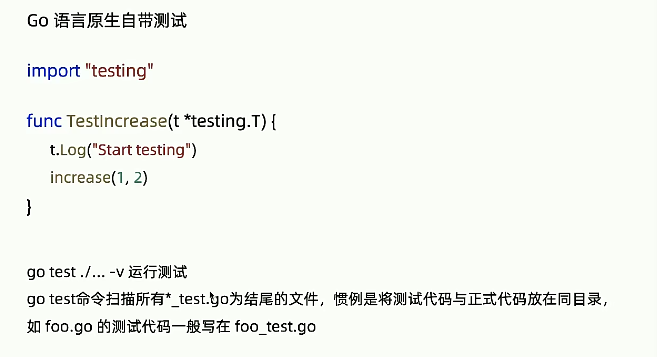 Go 语言原生自带测试
import "testing"
func TestIncrease(t *testing.T) {
t.Log("Start testing")
increase(1, 2)
}
go test ./... -v 运行测试
go test命令扫描所有*_test.go为结尾的文件，惯例是将测试代码与正式代码放在同目录，
如 foo.go 的测试代码一般写在 foo_test.go